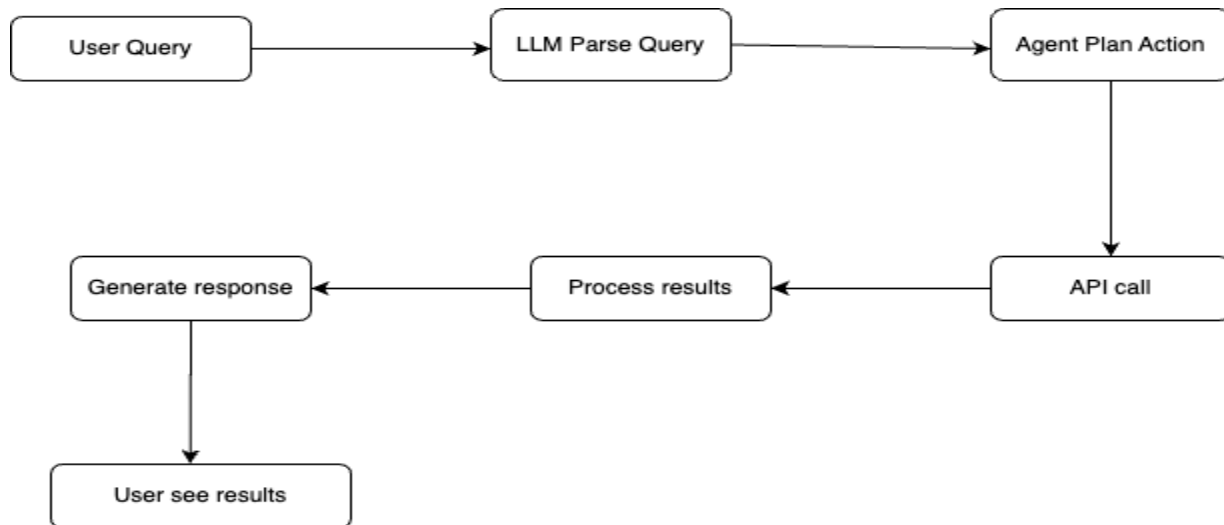 User Query
LLM Parse Query
Agent Plan Action
API call
Process results
Generate response
User see results